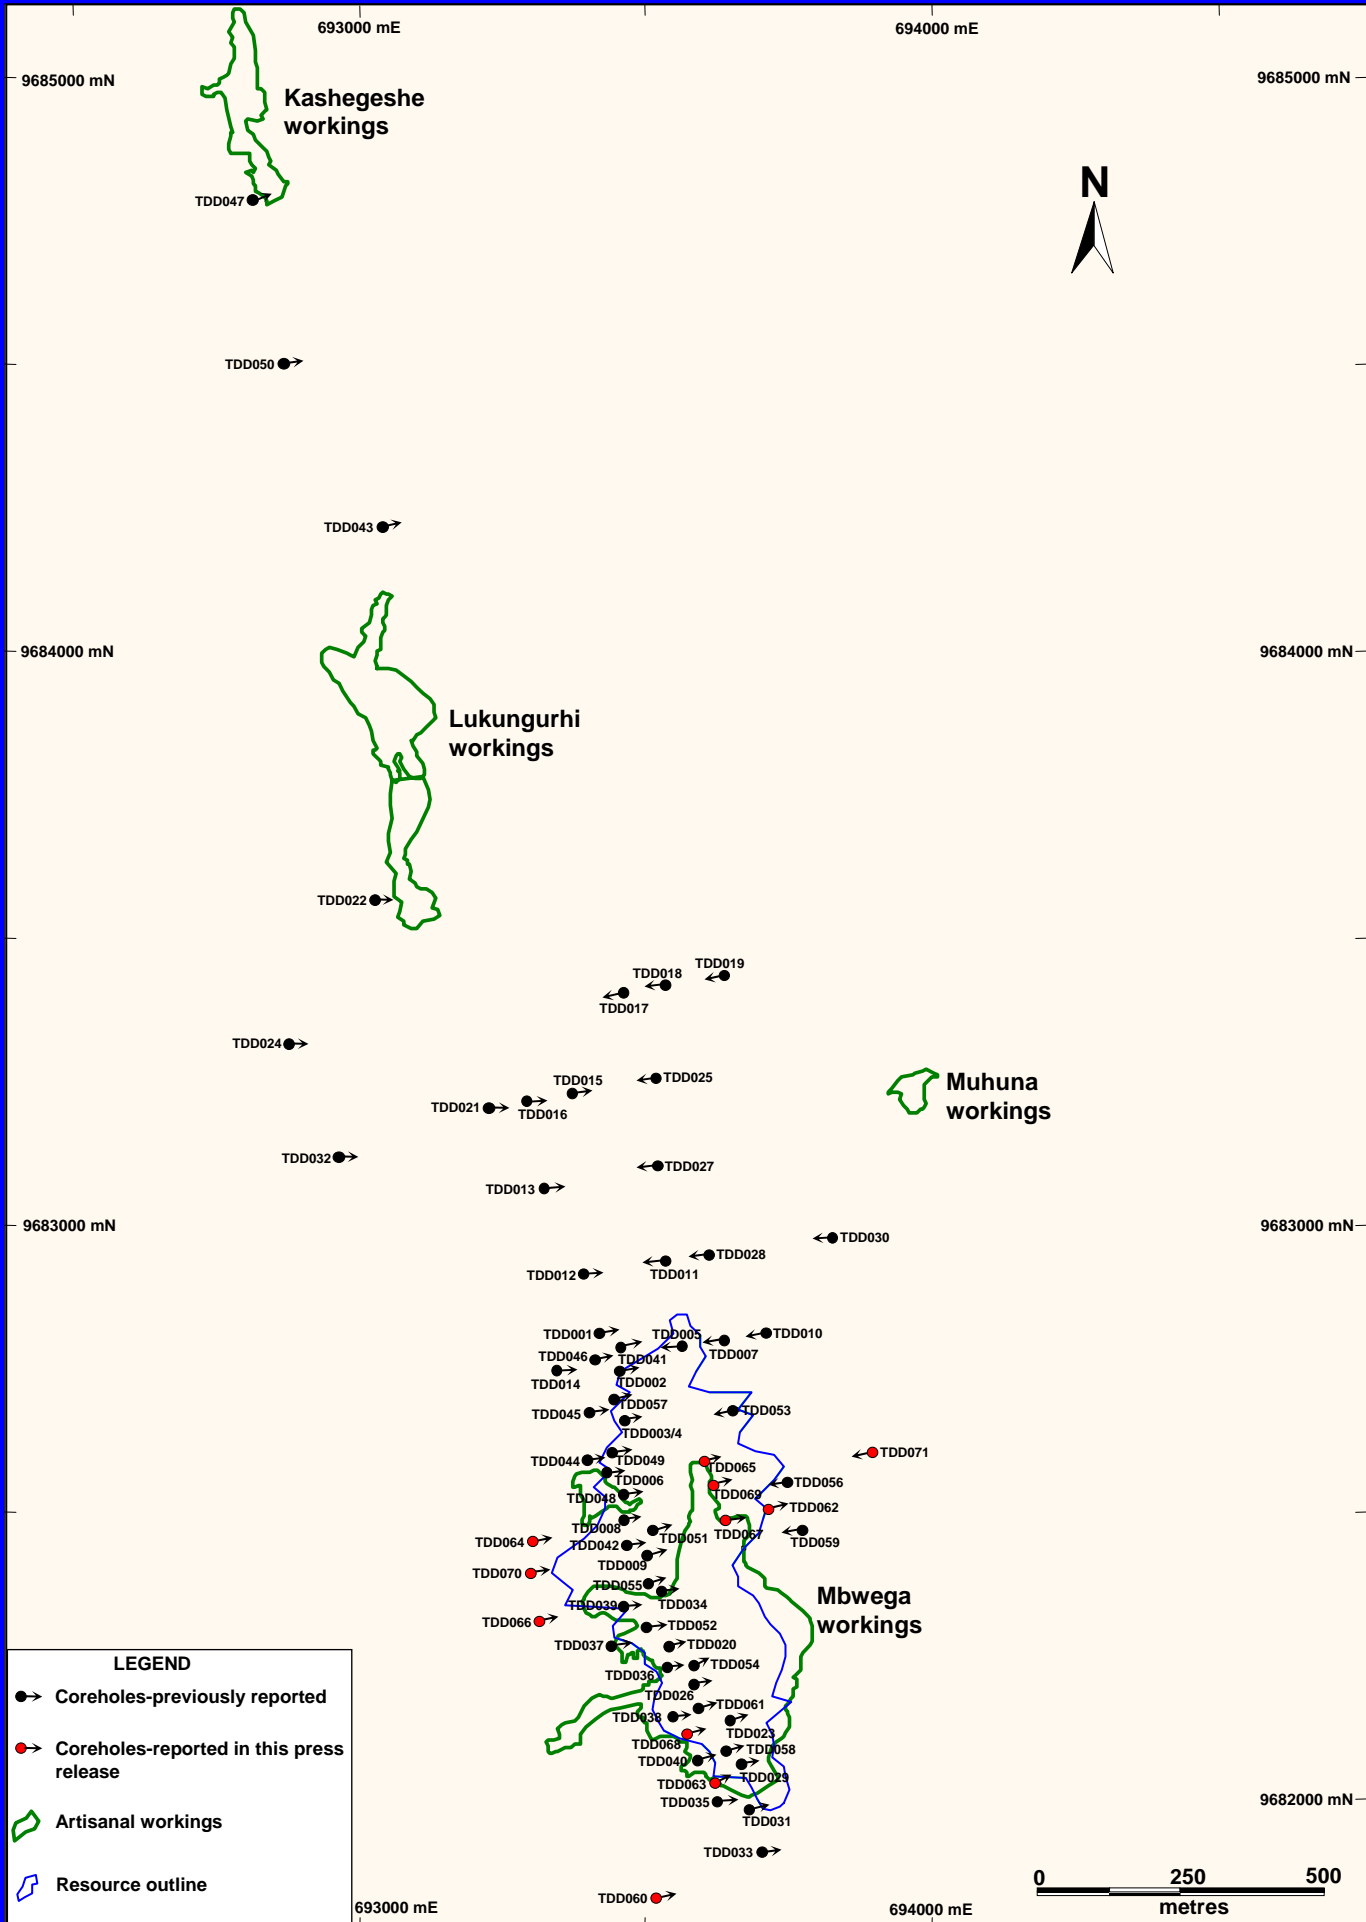 693000 mE
694000 mE
9685000 mN
9685000 mN
Kashegeshe
workings
N
TDD047
TDD050
TDD043
9684000 mN
9684000 mN
Lukungurhi
workings
TDD022
TDD019
TDD018
TDD017
TDD024
TDD015
TDD025
Muhuna
workings
TDD021
TDD016
TDD032
TDD027
TDD013
9683000 mN
9683000 mN
TDD030
TDD028
TDD012
TDD011
TDD001
TDD005
TDD010
TDD007
TDD046
TDD041
TDD014
TDD002
TDD057
TDD045
TDD053
TDD003/4
TDD071
TDD044
TDD049
TDD065
TDD006
TDD056
TDD069
TDD048
TDD062
TDD008
TDD067
TDD051
TDD059
TDD064
TDD042
TDD009
TDD070
TDD055
Mbwega
workings
TDD039
TDD034
TDD066
TDD052
TDD037
TDD020
TDD054
TDD036
TDD026
TDD061
TDD038
TDD023
TDD068
TDD058
TDD040
TDD029
TDD063
TDD035
TDD031
9682000 mN
TDD033
TDD060
LEGEND
Coreholes-previously reported
Coreholes-reported in this press
release
Artisanal workings
Resource outline
0 250 500
metres
693000 mE
694000 mE